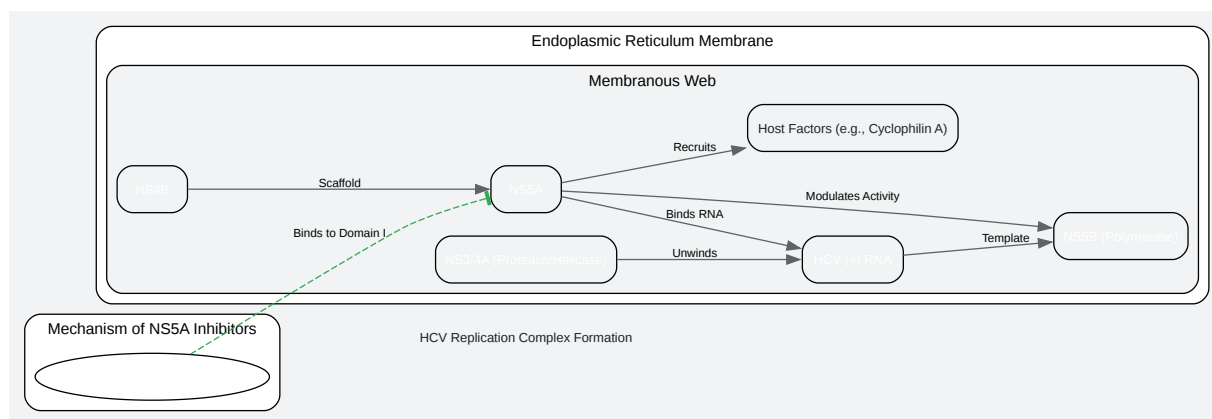 Endoplasmic Reticulum Membrane
Membranous Web
Host Factors (e.g., Cyclophilin A)
Recruits
NS4B
Scaffold
NS5A
Modulates Activity
Binds RNA
NS5B (Polymerase)
Binds to Domain I
Template
NS3/4A (Protease/Helicase)
Unwinds
HCV (+) RNA
Mechanism of NS5A Inhibitors
HCV Replication Complex Formation